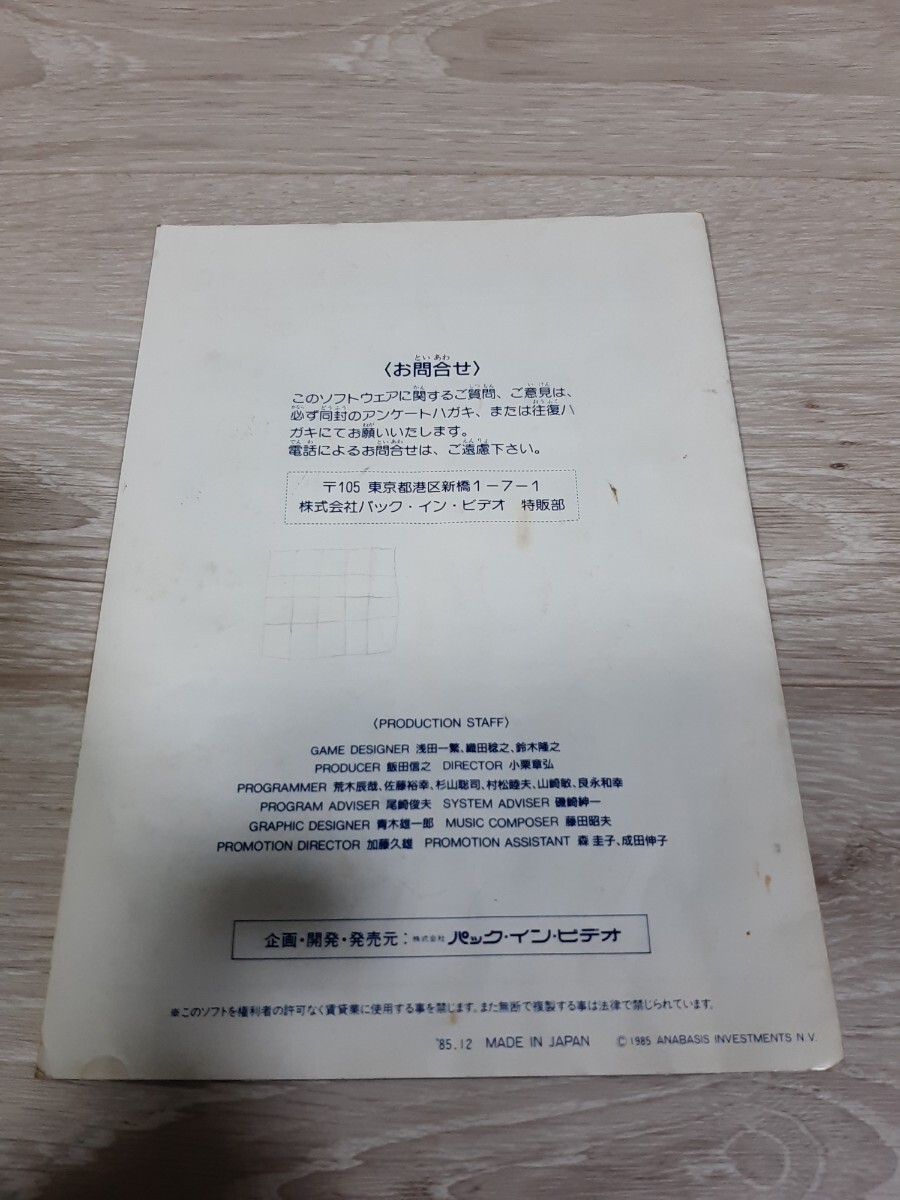 〈お問合せ〉
このソフトウェアに関するご質問、ご意見は、
必ず同封のアンケートハガキ、または往復ハ
ガキにてお願いいたします。
電話によるお問合せは、ご遠慮下さい。
〒105 東京都港区新橋1-7-1
株式会社パック・イン・ビデオ 特販部
〈PRODUCTION STAFF〉
GAME DESIGNER 浅田一繁、織田稔之、鈴木隆之
PRODUCER 飯田信之 DIRECTOR 小栗章弘
PROGRAMMER 荒木辰哉、佐藤裕幸、杉山聡司、村松睦夫、山崎敏、良永和幸
PROGRAM ADVISER 尾崎俊夫 SYSTEM ADVISER 磯崎紳一
GRAPHIC DESIGNER 青木雄一郎 MUSIC COMPOSER 藤田昭夫
PROMOTION DIRECTOR 加藤久雄 PROMOTION ASSISTANT 森 圭子、成田伸子
企画・開発・発売元：株式会社 パック・イン・ビデオ
※このソフトを権利者の許可なく賃貸業に使用する事を禁じます。また無断で複製する事は法律で禁じられています。
'85.12 MADE IN JAPAN © 1985 ANABASIS INVESTMENTS N.V.